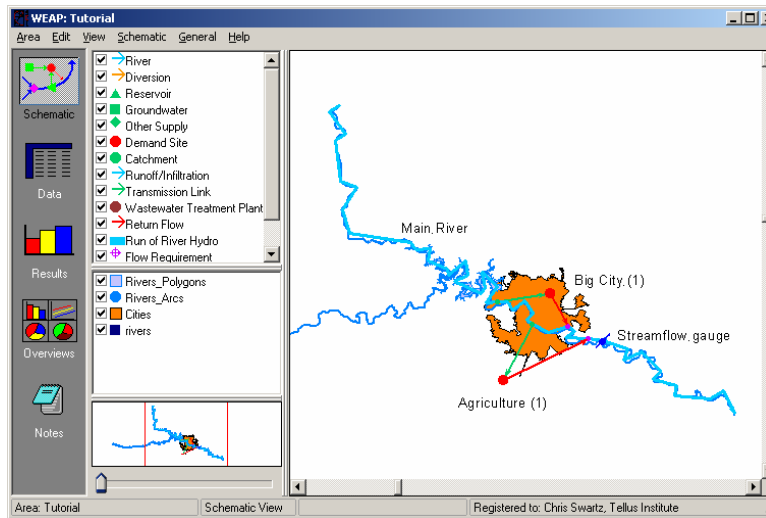 WEAP: Tutorial
Area Edit View Schematic General Help
Schematic
Data
Results
Overviews
Notes
River
Diversion
Reservoir
Groundwater
Other Supply
Demand Site
Catchment
Runoff/Infiltration
Transmission Link
Wastewater Treatment Plant
Return Flow
Run of River Hydro
Flow Requirement
Rivers_Polygons
Rivers_Arcs
Cities
rivers
Main River
Big City (1)
Streamflow gauge
Agriculture (1)
Area: Tutorial
Schematic View
Registered to: Chris Swartz, Tellus Institute